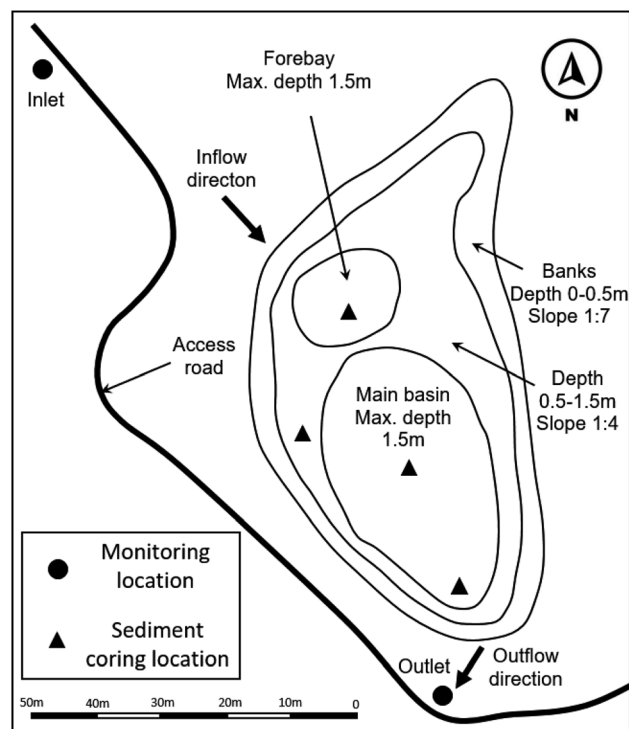 Forebay
Max. depth 1.5m
N
Inlet
Inflow
directon
Banks
Depth 0-0.5m
Slope 1:7
Access
road
Depth
0.5-1.5m
Slope 1:4
Main basin
Max. depth
1.5m
Monitoring
location
Sediment
coring location
Outlet
Outflow
direction
50m 40m 30m 20m 10m 0